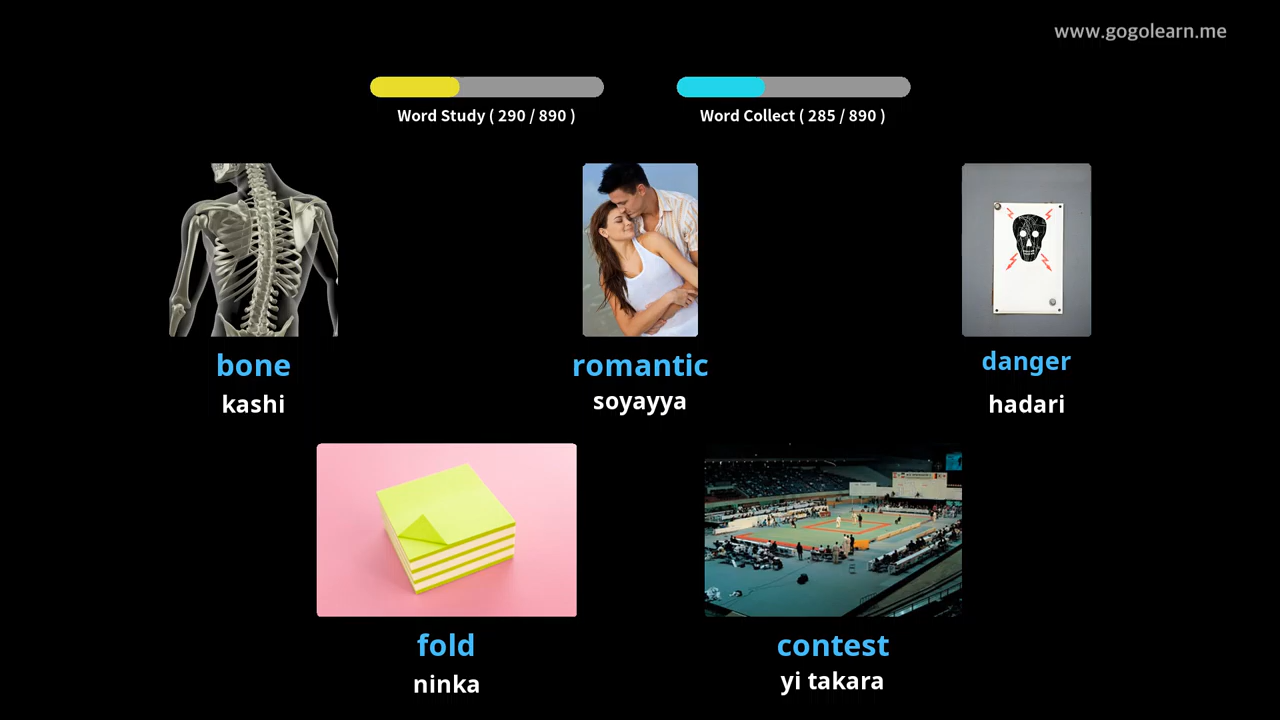 www.gogolearn.me
Word Study ( 290 / 890 )
Word Collect ( 285 / 890 )
bone
kashi
romantic
soyayya
danger
hadari
fold
ninka
contest
yi takara